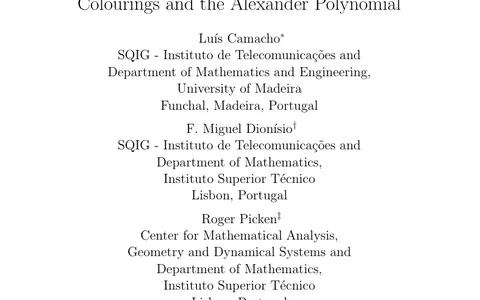 Colourings and the Alexander Polynomial
Luís Camacho*
SQIG - Instituto de Telecomunicações and
Department of Mathematics and Engineering,
University of Madeira
Funchal, Madeira, Portugal
F. Miguel Dionísio†
SQIG - Instituto de Telecomunicações and
Department of Mathematics,
Instituto Superior Técnico
Lisbon, Portugal
Roger Picken‡
Center for Mathematical Analysis,
Geometry and Dynamical Systems and
Department of Mathematics,
Instituto Superior Técnico
Lisbon, Portugal